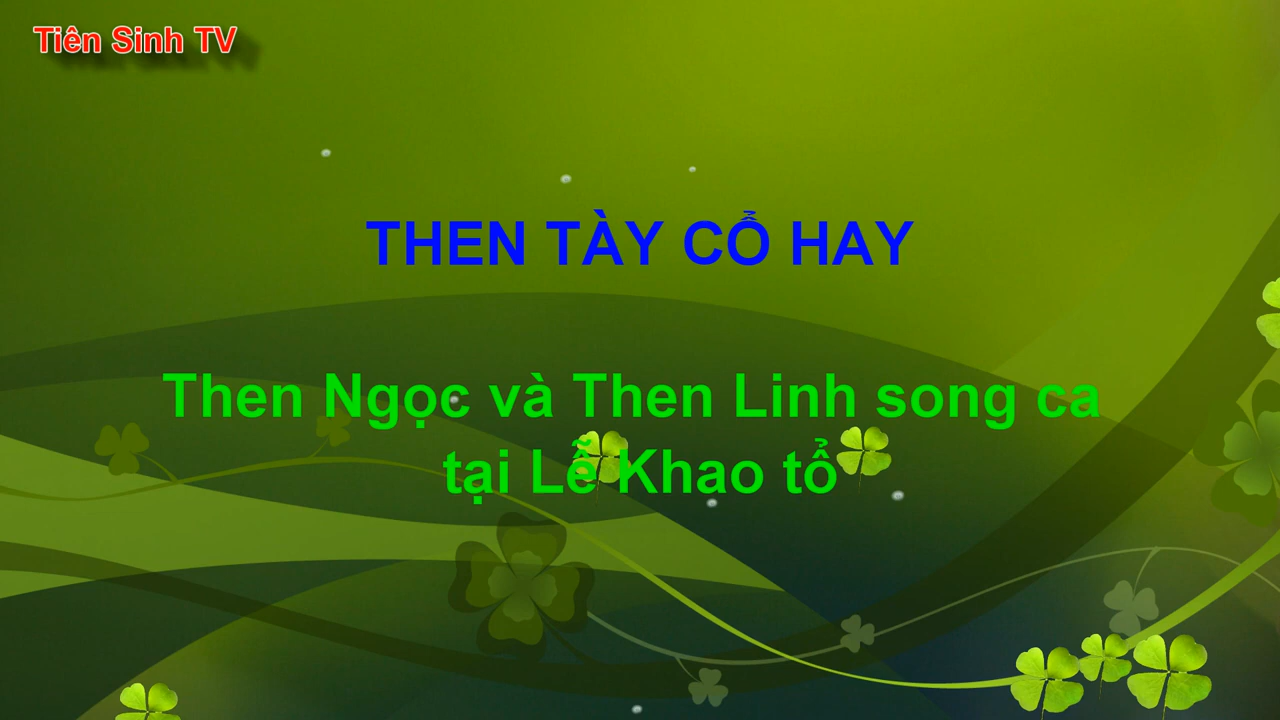 Tiên Sinh TV
THEN TÀY CỔ HAY
Then Ngọc và Then Linh song ca
tại Lễ Khao tổ